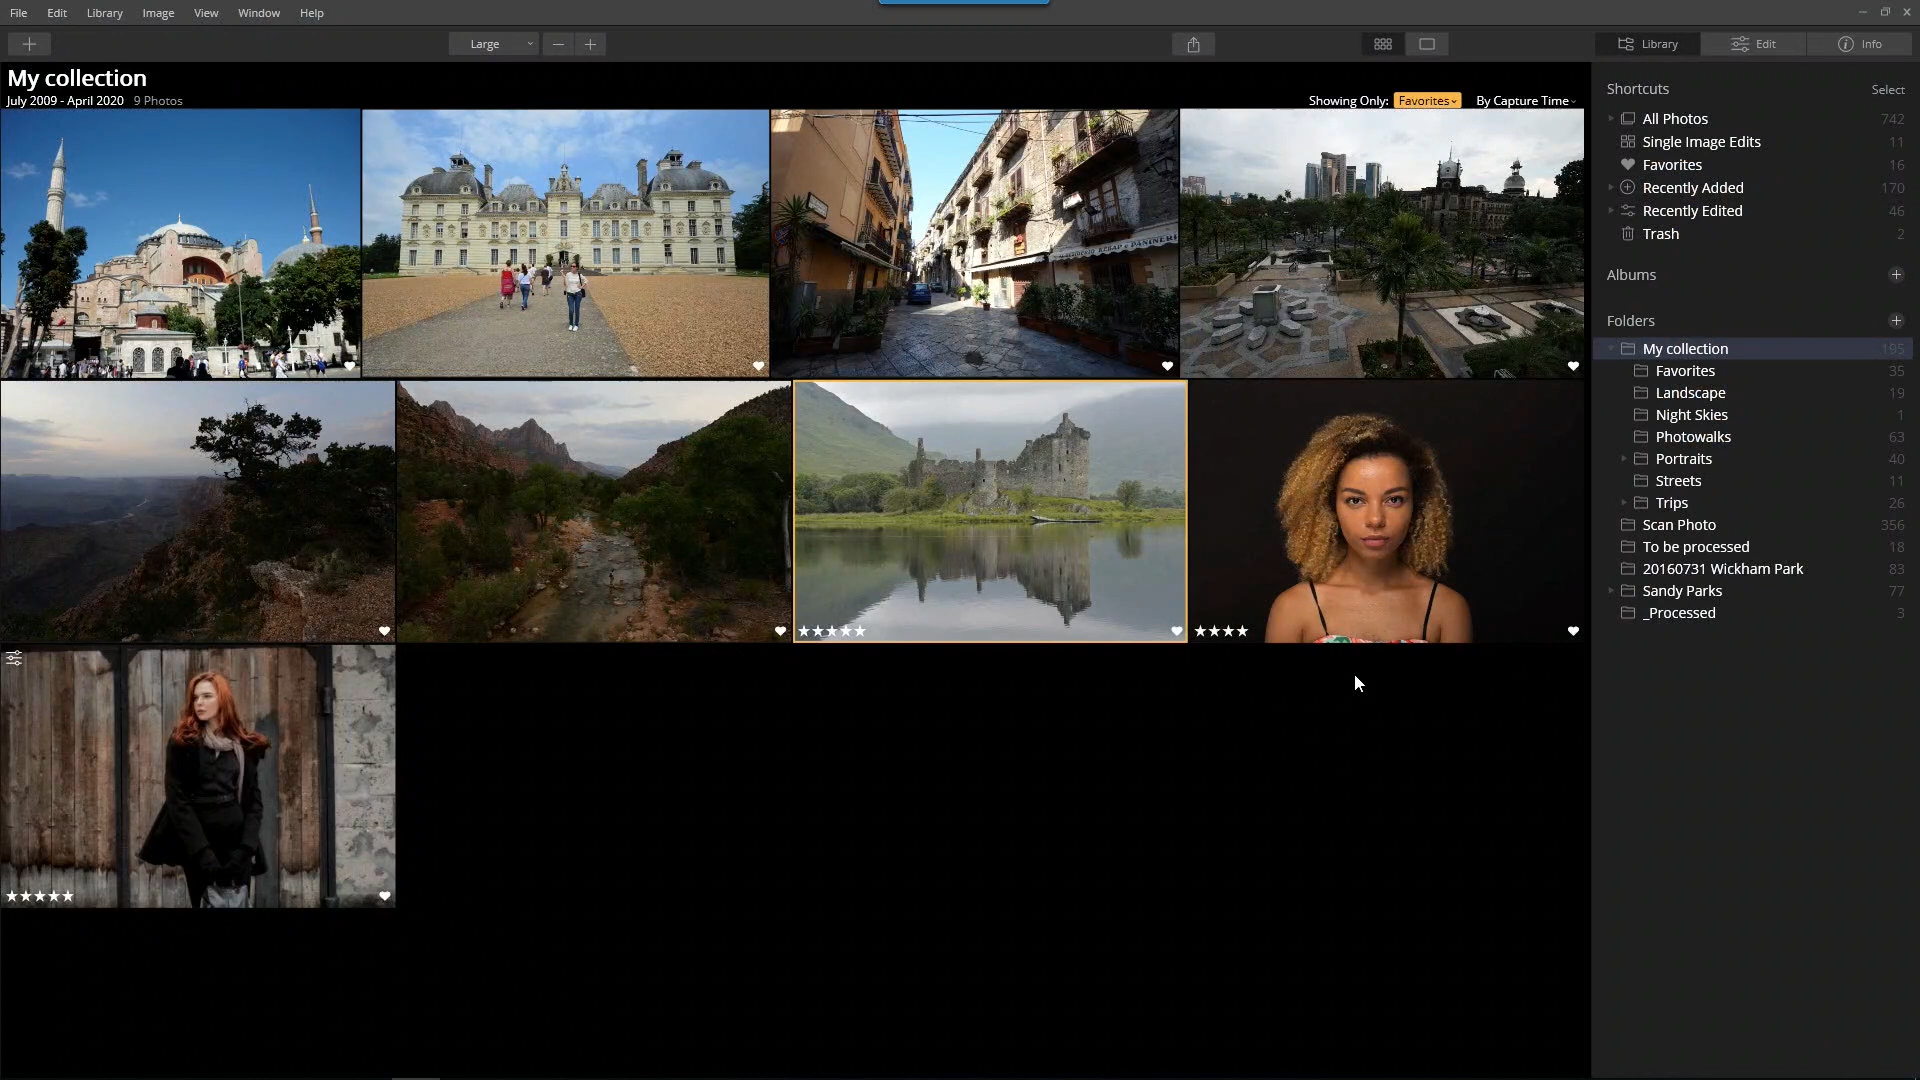 File Edit Library Image View Window Help
Large
Library Edit Info
My collection
July 2009 - April 2020 9 Photos
Showing Only: Favorites By Capture Time
Shortcuts Select
All Photos 742
Single Image Edits 11
Favorites 16
Recently Added 170
Recently Edited 46
Trash 2
Albums
Folders
My collection 195
Favorites 35
Landscape 19
Night Skies 1
Photowalks 63
Portraits 40
Streets 11
Trips 26
Scan Photo 356
To be processed 18
20160731 Wickham Park 83
Sandy Parks 77
_Processed 3
KEBAP e PANINERI